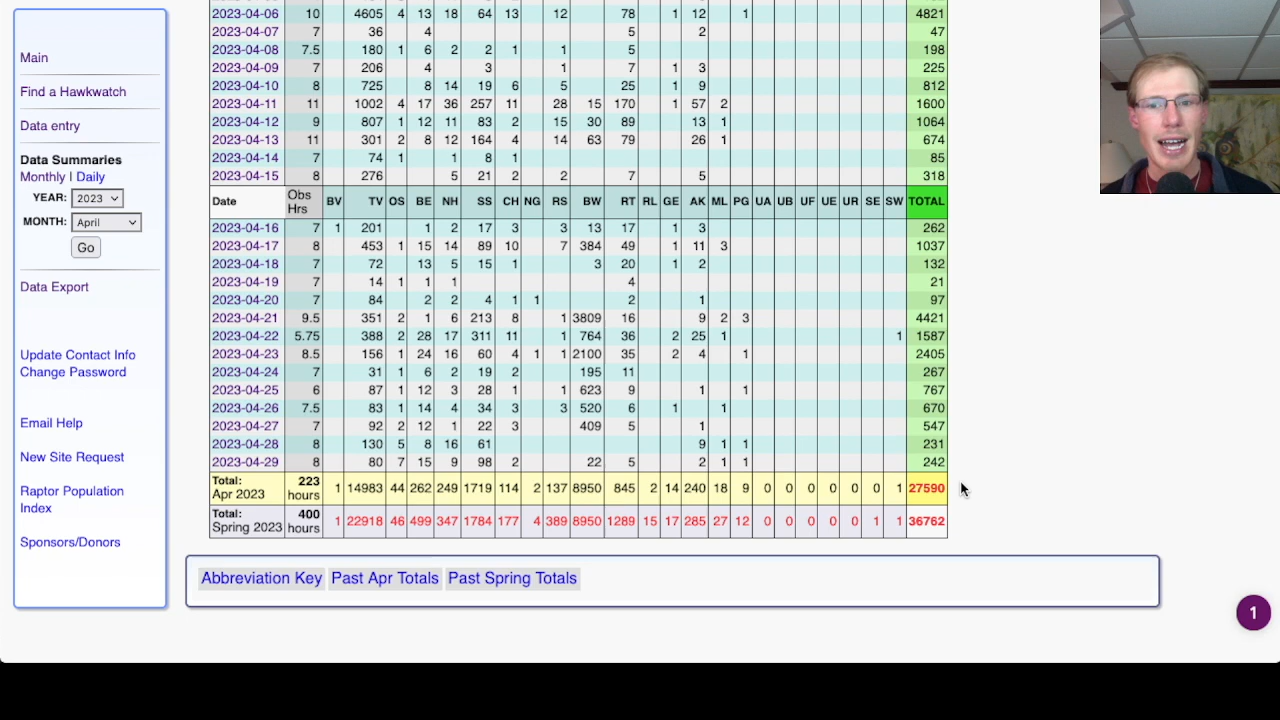 Main
Find a Hawkwatch
Data entry
Data Summaries
Monthly | Daily
YEAR: 2023
MONTH: April
Go
Data Export
Update Contact Info
Change Password
Email Help
New Site Request
Raptor Population
Index
Sponsors/Donors
2023-04-06 10 4605 4 13 18 64 13 12 78 1 12 1 4821
2023-04-07 7 36 4 5 2 47
2023-04-08 7.5 180 1 6 2 2 1 1 5 198
2023-04-09 7 206 4 3 1 7 1 3 225
2023-04-10 8 725 8 14 19 6 5 25 1 9 812
2023-04-11 11 1002 4 17 36 257 11 28 15 170 1 57 2 1600
2023-04-12 9 807 1 12 11 83 2 15 30 89 13 1 1064
2023-04-13 11 301 2 8 12 164 4 14 63 79 26 1 674
2023-04-14 7 74 1 1 8 1 85
2023-04-15 8 276 5 21 2 2 7 5 318
Date Obs Hrs BV TV OS BE NH SS CH NG RS BW RT RL GE AK ML PG UA UB UF UE UR SE SW TOTAL
2023-04-16 7 1 201 1 2 17 3 3 13 17 1 3 262
2023-04-17 8 453 1 15 14 89 10 7 384 49 1 11 3 1037
2023-04-18 7 72 13 5 15 1 3 20 1 2 132
2023-04-19 7 14 1 1 1 4 21
2023-04-20 7 84 2 2 4 1 1 2 1 97
2023-04-21 9.5 351 2 1 6 213 8 1 3809 16 9 2 3 4421
2023-04-22 5.75 388 2 28 17 311 11 1 764 36 2 25 1 1 1587
2023-04-23 8.5 156 1 24 16 60 4 1 1 2100 35 2 4 1 2405
2023-04-24 7 31 1 6 2 19 2 195 11 267
2023-04-25 6 87 1 12 3 28 1 1 623 9 1 1 767
2023-04-26 7.5 83 1 14 4 34 3 3 520 6 1 1 670
2023-04-27 7 92 2 12 1 22 3 409 5 1 547
2023-04-28 8 130 5 8 16 61 9 1 1 231
2023-04-29 8 80 7 15 9 98 2 22 5 2 1 1 242
Total: Apr 2023 223 hours 1 14983 44 262 249 1719 114 2 137 8950 845 2 14 240 18 9 0 0 0 0 0 0 1 27590
Total: Spring 2023 400 hours 1 22918 46 499 347 1784 177 4 389 8950 1289 15 17 285 27 12 0 0 0 0 0 1 1 36762
Abbreviation Key Past Apr Totals Past Spring Totals
1